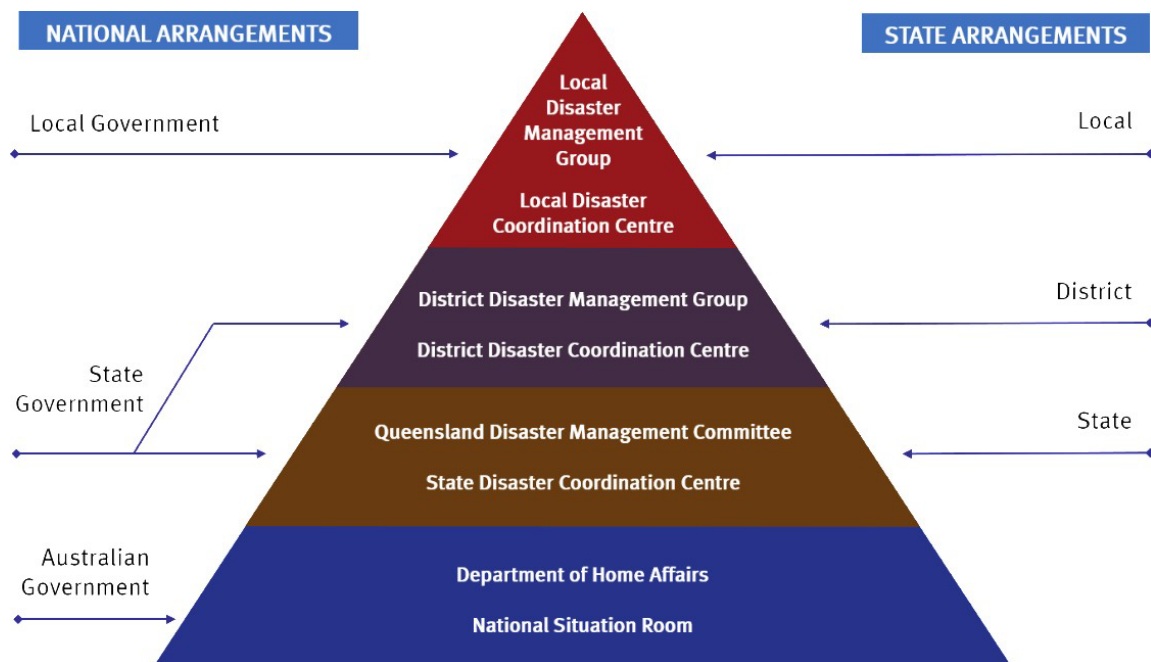 NATIONAL ARRANGEMENTS
STATE ARRANGEMENTS
Local Government
Local
Disaster
Management
Group
Local Disaster
Coordination Centre
Local
State
Government
District Disaster Management Group
District Disaster Coordination Centre
District
Queensland Disaster Management Committee
State Disaster Coordination Centre
State
Australian
Government
Department of Home Affairs
National Situation Room